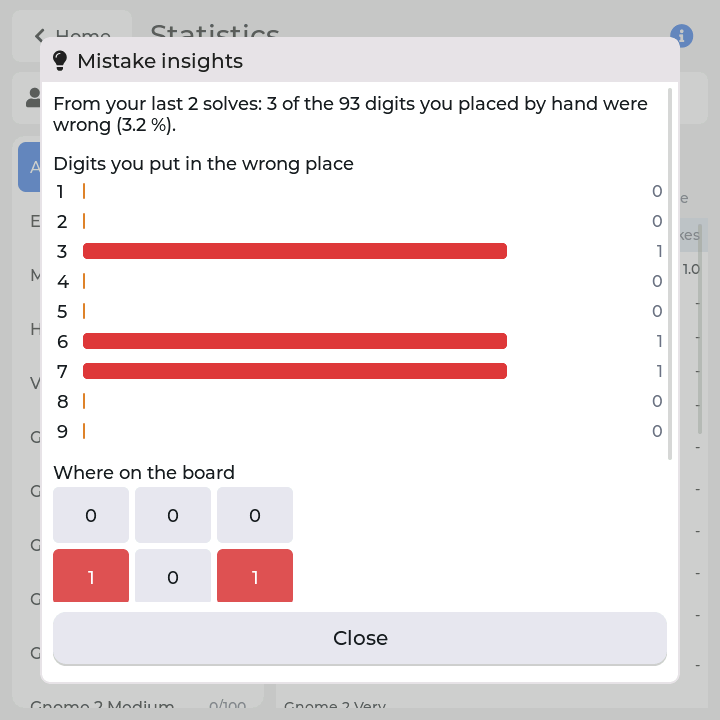 Home
Statistics
Mistake insights
From your last 2 solves: 3 of the 93 digits you placed by hand were
wrong (3.2 %).
Digits you put in the wrong place
1 0
2 0
3 1
4 0
5 0
6 1
7 1
8 0
9 0
Where on the board
0 0 0
1 0 1
Close
1.0
Gnome 2 Medium 0/100
Gnome 2 Very